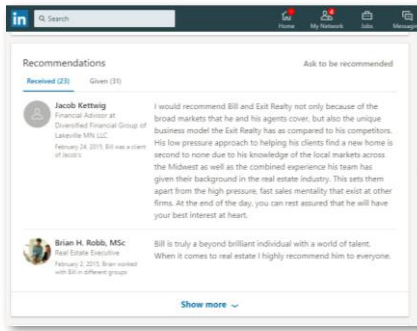 in Search Home My Network Jobs Messaging
Recommendations Ask to be recommended
Received (23) Given (31)
Jacob Kettwig
Financial Advisor at
Diversified Financial Group of
Lakeville MN LLC
February 24, 2015, Bill was a client
of Jacob's
I would recommend Bill and Exit Realty not only because of the
broad markets that he and his agents cover, but also the unique
business model the Exit Realty has as compared to his competitors.
His low pressure approach to helping his clients find a new home is
second to none due to his knowledge of the local markets across
the Midwest as well as the combined experience his team has
given their background in the real estate industry. This sets them
apart from the high pressure, fast sales mentality that exist at other
firms. At the end of the day, you can rest assured that he will have
your best interest at heart.
Brian H. Robb, MSc
Real Estate Executive
February 2, 2015, Brian worked
with Bill in different groups
Bill is truly a beyond brilliant individual with a world of talent.
When it comes to real estate I highly recommend him to everyone.
Show more